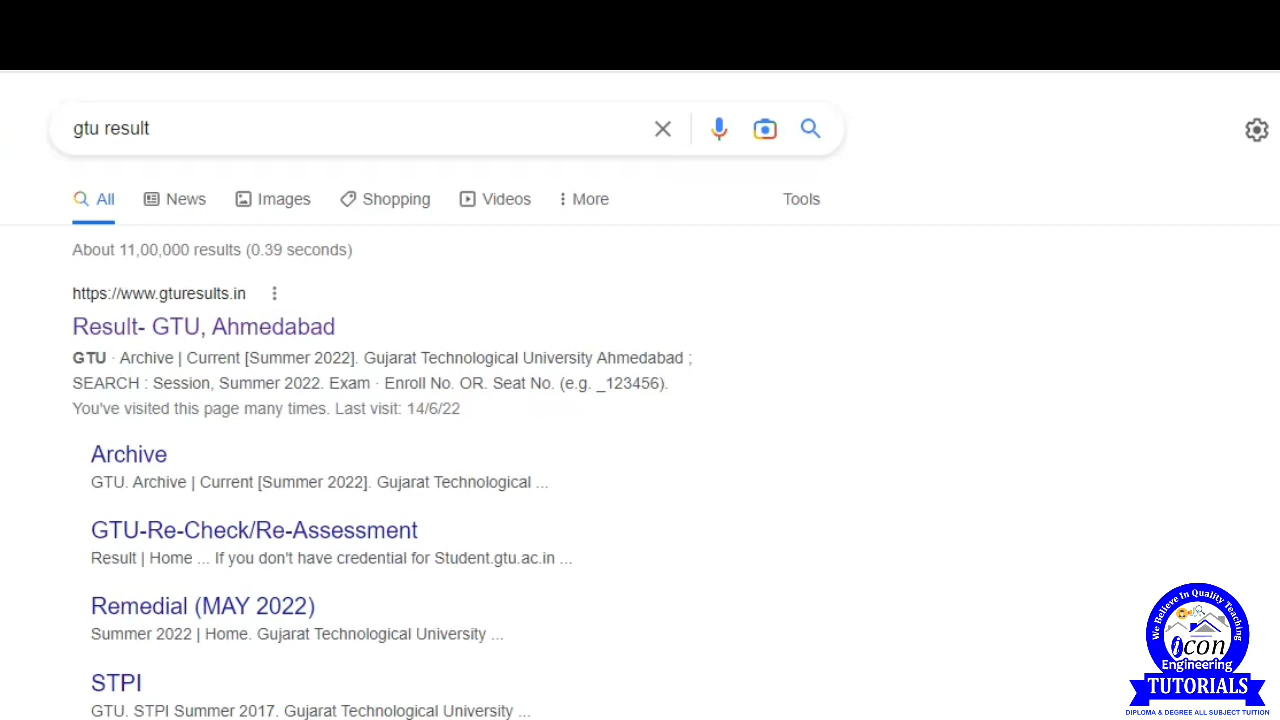 gtu result
All News Images Shopping Videos More Tools
About 11,00,000 results (0.39 seconds)
https://www.gturesults.in
Result- GTU, Ahmedabad
GTU · Archive | Current [Summer 2022]. Gujarat Technological University Ahmedabad ;
SEARCH : Session, Summer 2022. Exam · Enroll No. OR. Seat No. (e.g. _123456).
You've visited this page many times. Last visit: 14/6/22
Archive
GTU. Archive | Current [Summer 2022]. Gujarat Technological ...
GTU-Re-Check/Re-Assessment
Result | Home ... If you don't have credential for Student.gtu.ac.in ...
Remedial (MAY 2022)
Summer 2022 | Home. Gujarat Technological University ...
STPI
GTU. STPI Summer 2017. Gujarat Technological University ...
We Believe In Quality Teaching
icon
Engineering
TUTORIALS
DIPLOMA & DEGREE ALL SUBJECT TUITION